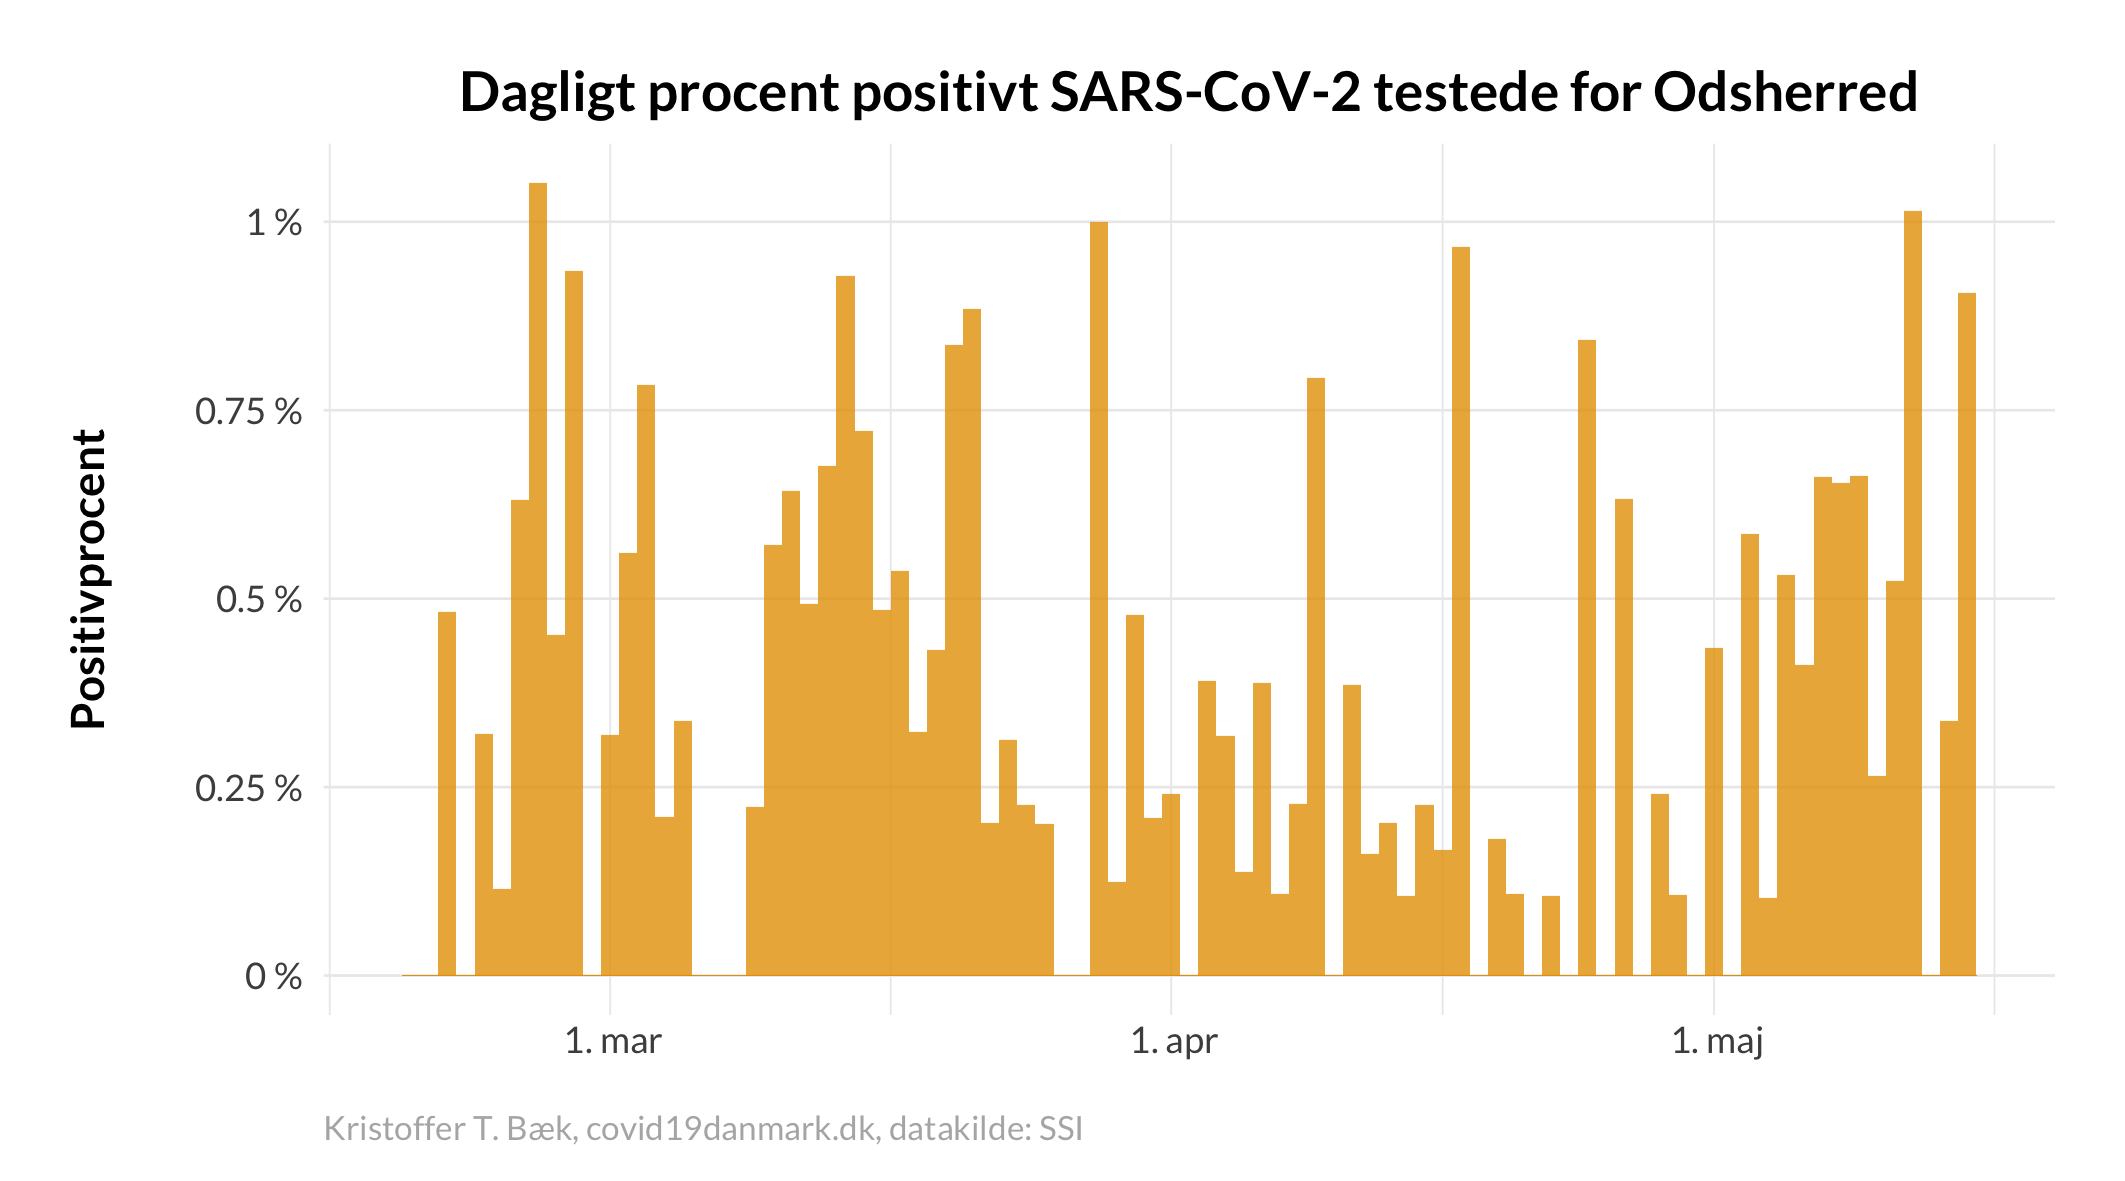 Dagligt procent positivt SARS-CoV-2 testede for Odsherred
Positivprocent
1 %
0.75 %
0.5 %
0.25 %
0 %
1. mar
1. apr
1. maj
Kristoffer T. Bæk, covid19danmark.dk, datakilde: SSI